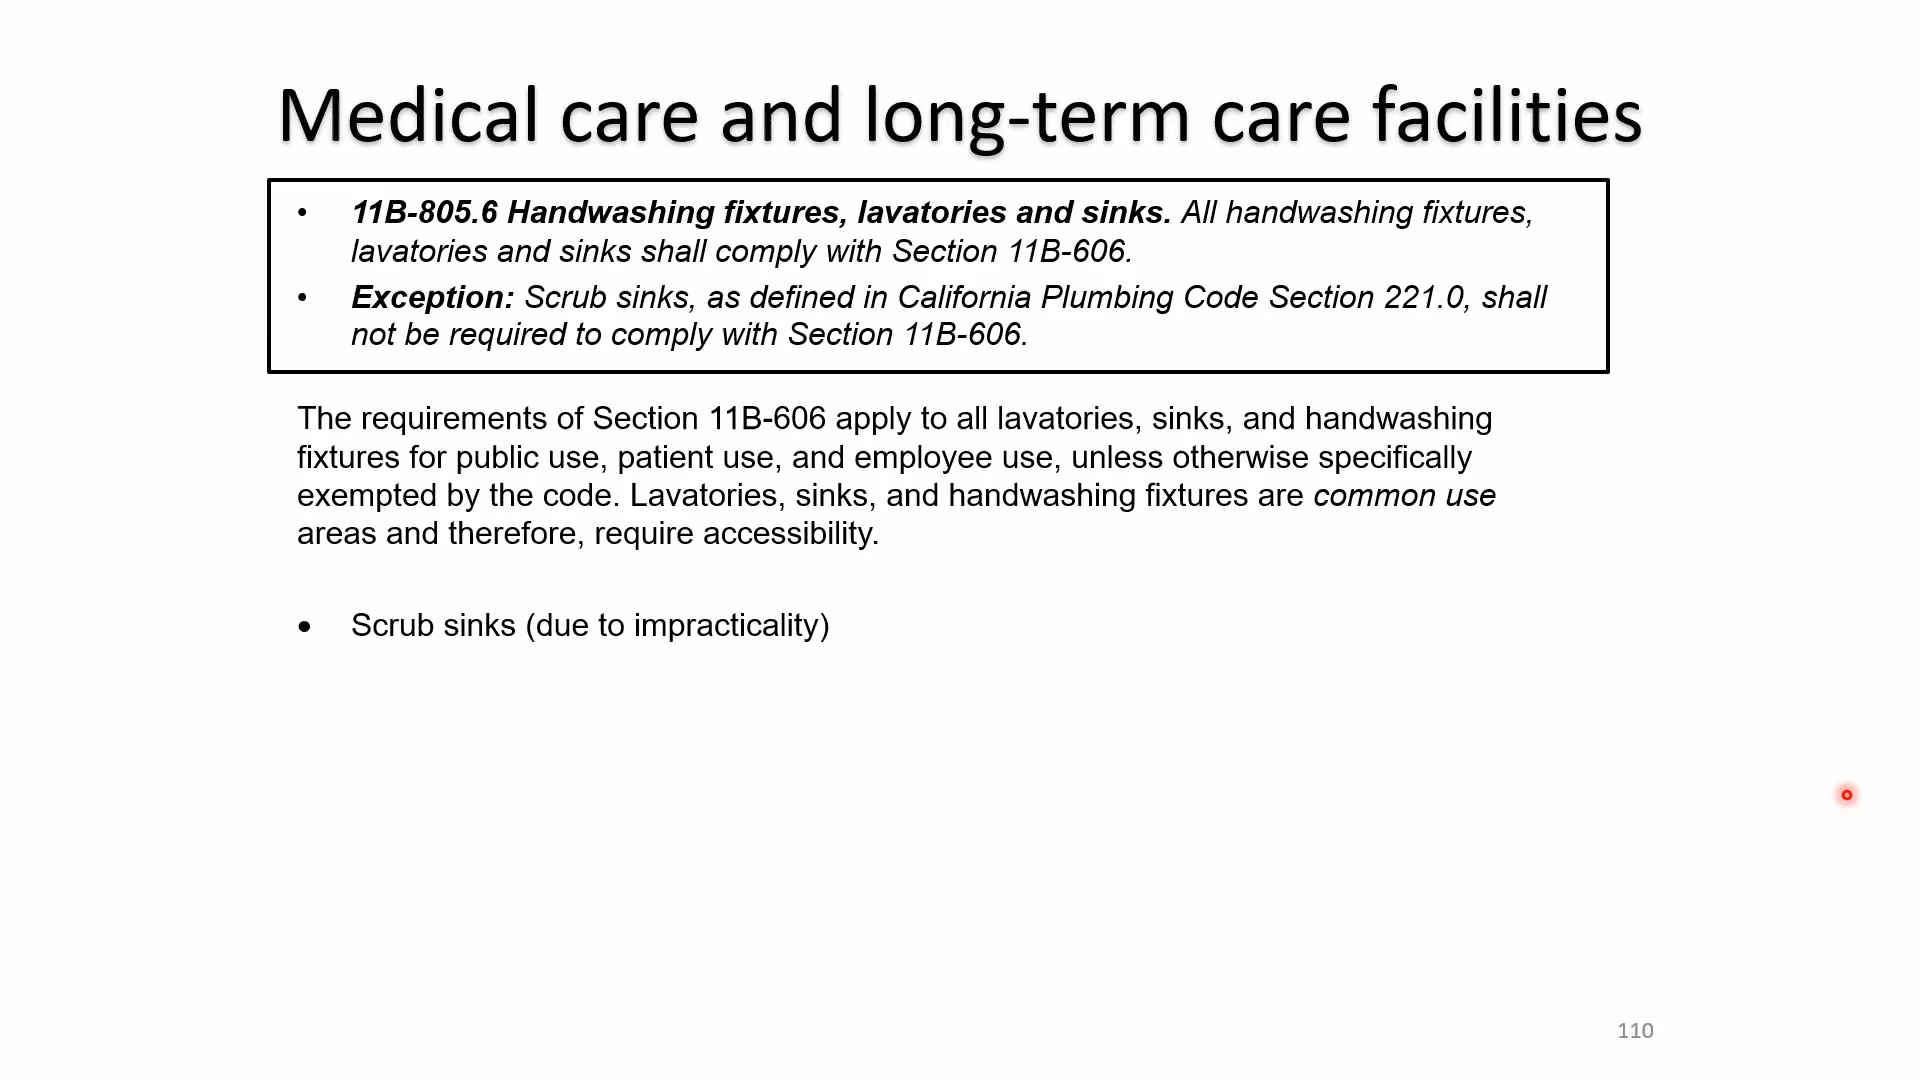 Medical care and long-term care facilities
• 11B-805.6 Handwashing fixtures, lavatories and sinks. All handwashing fixtures,
lavatories and sinks shall comply with Section 11B-606.
• Exception: Scrub sinks, as defined in California Plumbing Code Section 221.0, shall
not be required to comply with Section 11B-606.
The requirements of Section 11B-606 apply to all lavatories, sinks, and handwashing
fixtures for public use, patient use, and employee use, unless otherwise specifically
exempted by the code. Lavatories, sinks, and handwashing fixtures are common use
areas and therefore, require accessibility.
• Scrub sinks (due to impracticality)
110